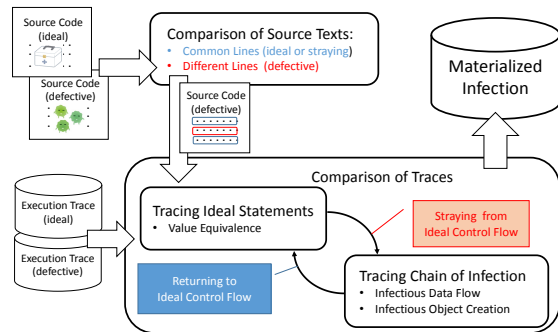 Source Code
(ideal)
Source Code
(defective)
Comparison of Source Texts:
• Common Lines (ideal or straying)
• Different Lines (defective)
Source Code
(defective)
Materialized
Infection
Comparison of Traces
Execution Trace
(ideal)
Execution Trace
(defective)
Tracing Ideal Statements
• Value Equivalence
Straying from
Ideal Control Flow
Returning to
Ideal Control Flow
Tracing Chain of Infection
• Infectious Data Flow
• Infectious Object Creation